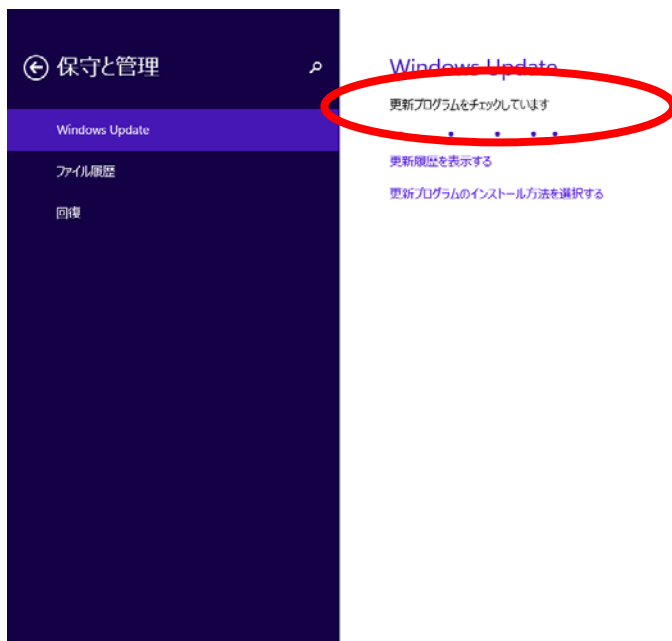 保守と管理
Windows Update
ファイル履歴
回復
Windows Update
更新プログラムをチェックしています
更新履歴を表示する
更新プログラムのインストール方法を選択する